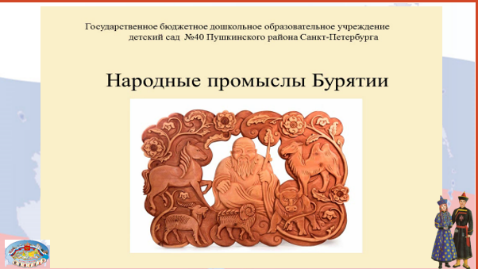 Государственное бюджетное дошкольное образовательное учреждение
детский сад №40 Пушкинского района Санкт-Петербурга
Народные промыслы Бурятии